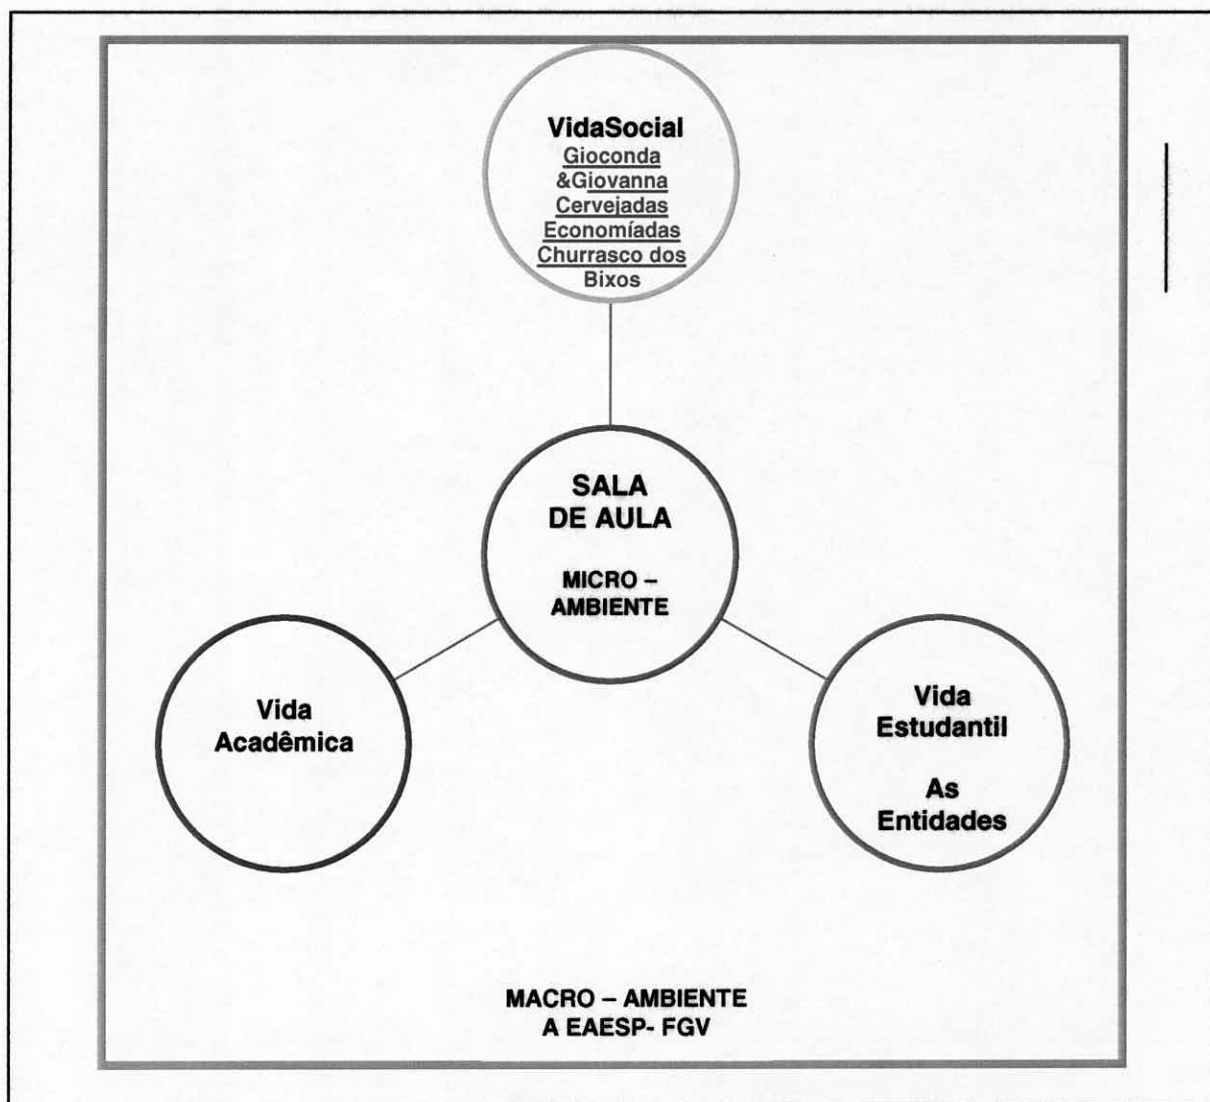 VidaSocial
Gioconda
&Giovanna
Cervejadas
Economíadas
Churrasco dos
Bixos
SALA
DE AULA
MICRO –
AMBIENTE
Vida
Acadêmica
Vida
Estudantil
As
Entidades
MACRO – AMBIENTE
A EAESP- FGV